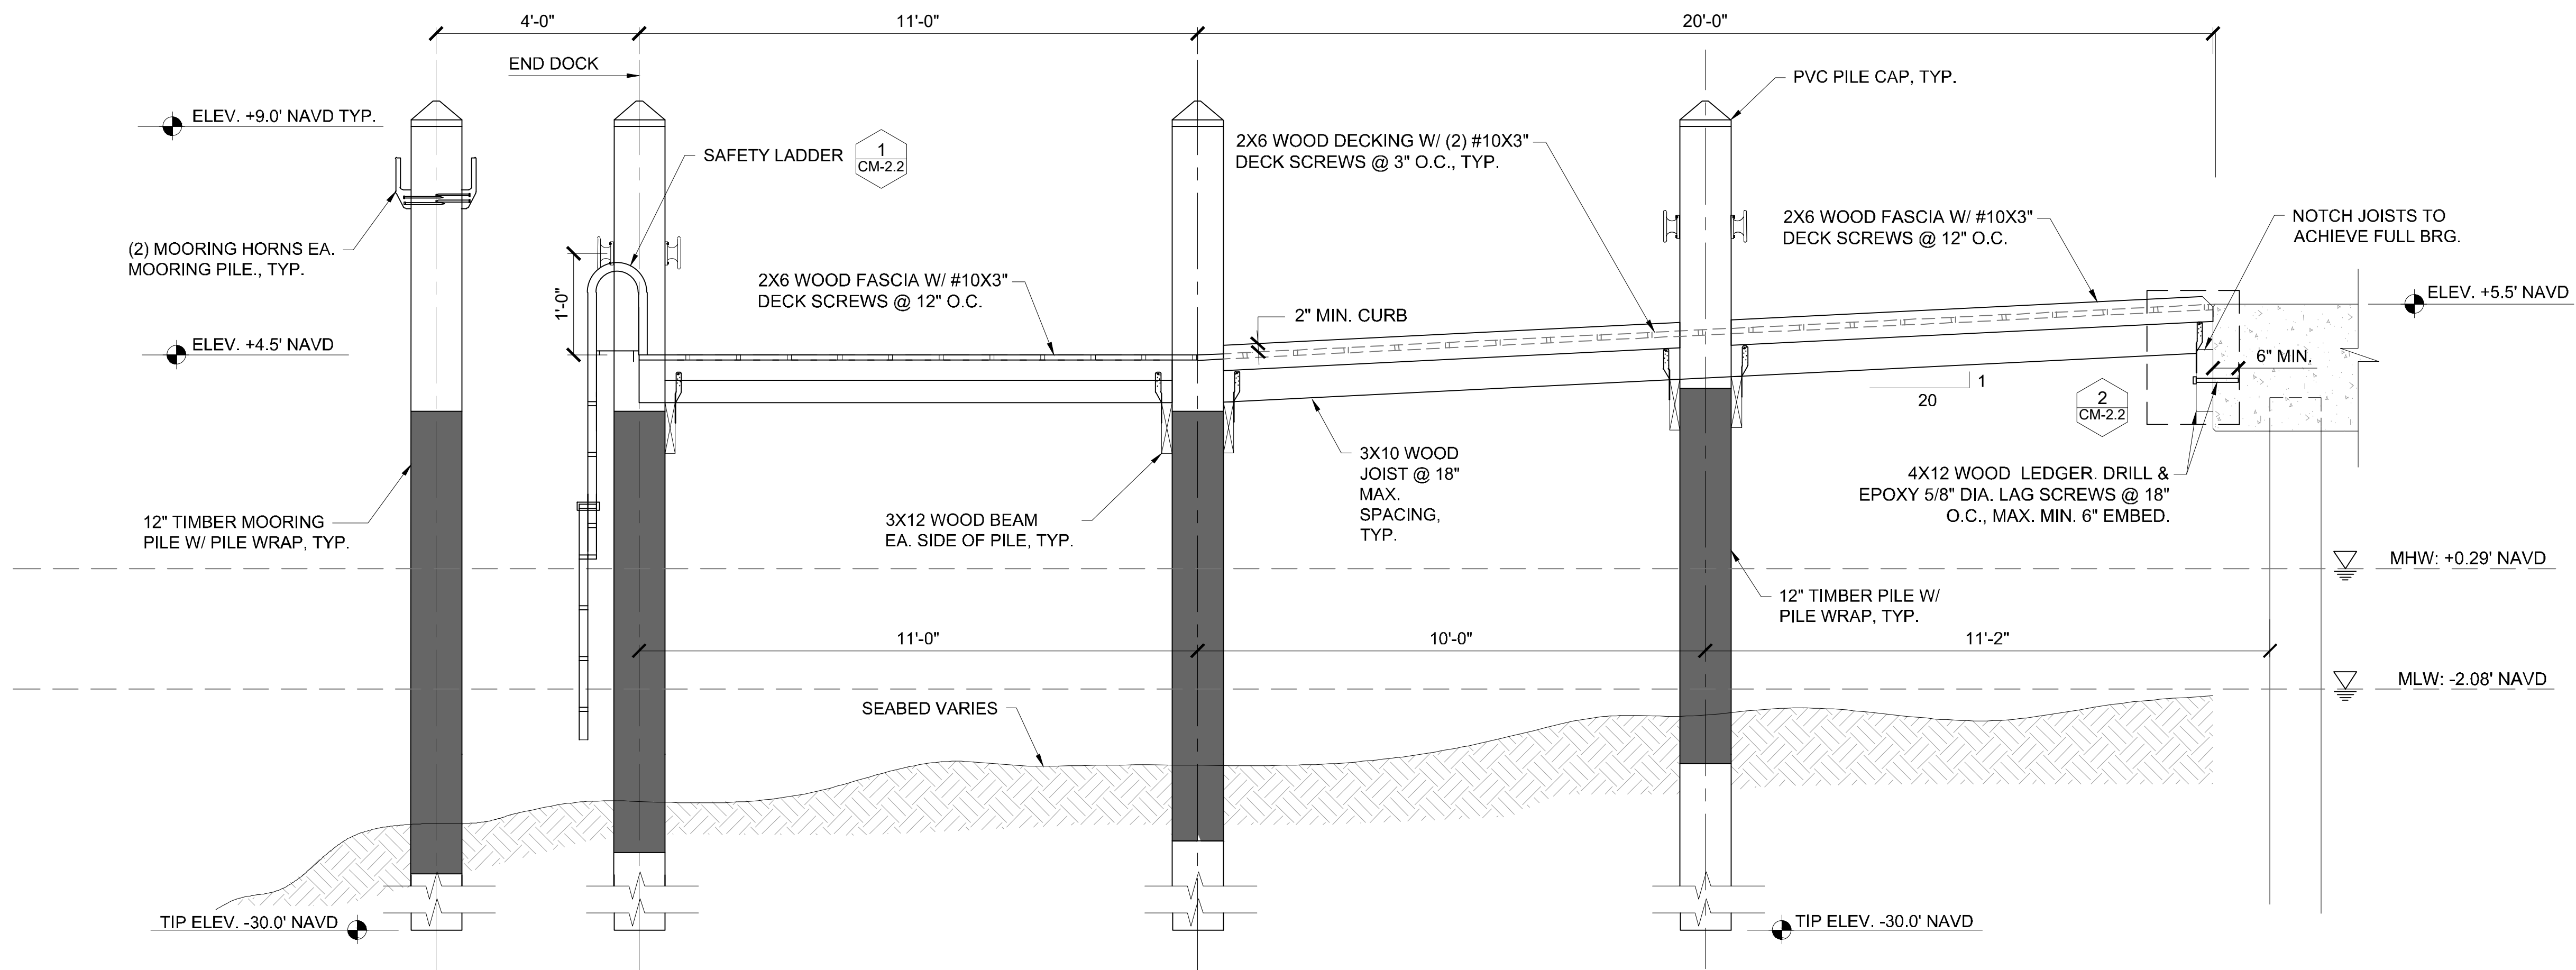 4'-0"
11'-0"
20'-0"
END DOCK
PVC PILE CAP, TYP.
ELEV. +9.0' NAVD TYP.
SAFETY LADDER
1
CM-2.2
2X6 WOOD DECKING W/ (2) #10X3"
DECK SCREWS @ 3" O.C., TYP.
(2) MOORING HORNS EA.
MOORING PILE., TYP.
2X6 WOOD FASCIA W/ #10X3"
DECK SCREWS @ 12" O.C.
NOTCH JOISTS TO
ACHIEVE FULL BRG.
1'-0"
2X6 WOOD FASCIA W/ #10X3"
DECK SCREWS @ 12" O.C.
2" MIN. CURB
ELEV. +5.5' NAVD
ELEV. +4.5' NAVD
6" MIN.
1
20
2
CM-2.2
3X10 WOOD
JOIST @ 18"
MAX.
SPACING,
TYP.
4X12 WOOD LEDGER. DRILL &
EPOXY 5/8" DIA. LAG SCREWS @ 18"
O.C., MAX. MIN. 6" EMBED.
12" TIMBER MOORING
PILE W/ PILE WRAP, TYP.
3X12 WOOD BEAM
EA. SIDE OF PILE, TYP.
MHW: +0.29' NAVD
12" TIMBER PILE W/
PILE WRAP, TYP.
11'-0"
10'-0"
11'-2"
MLW: -2.08' NAVD
SEABED VARIES
TIP ELEV. -30.0' NAVD
TIP ELEV. -30.0' NAVD